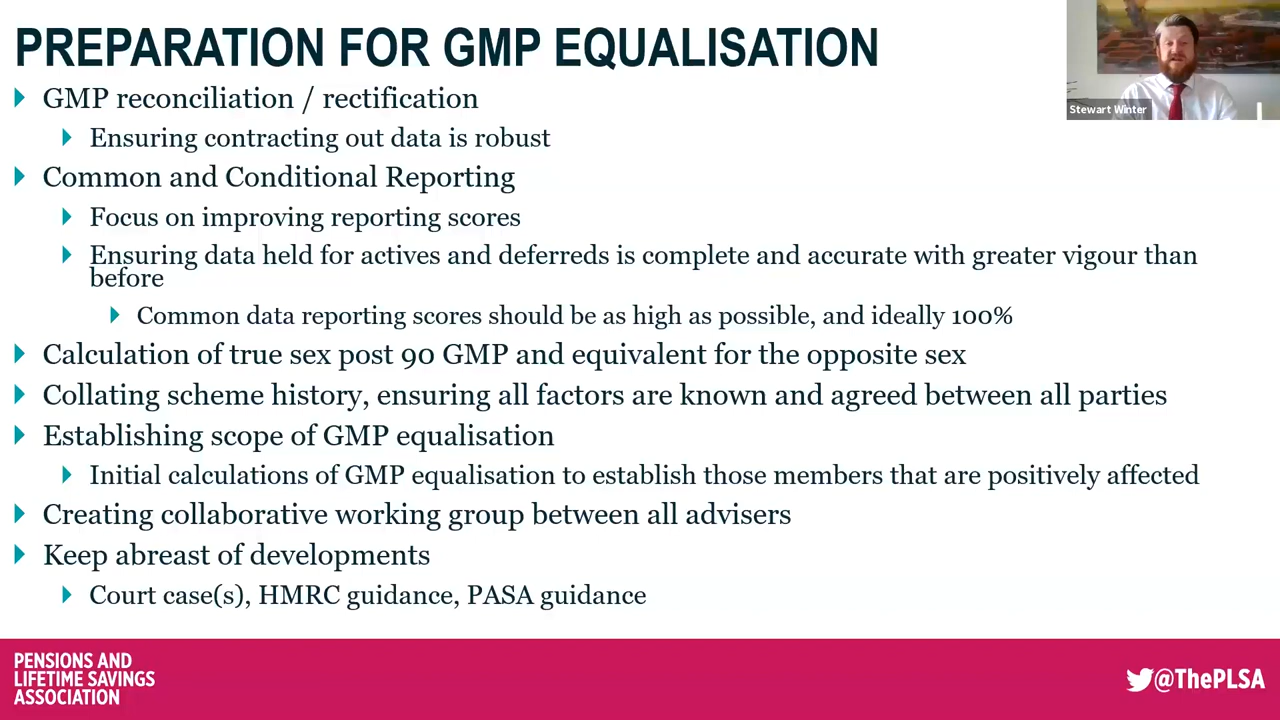 PREPARATION FOR GMP EQUALISATION
GMP reconciliation / rectification
Ensuring contracting out data is robust
Common and Conditional Reporting
Focus on improving reporting scores
Ensuring data held for actives and deferreds is complete and accurate with greater vigour than
before
Common data reporting scores should be as high as possible, and ideally 100%
Calculation of true sex post 90 GMP and equivalent for the opposite sex
Collating scheme history, ensuring all factors are known and agreed between all parties
Establishing scope of GMP equalisation
Initial calculations of GMP equalisation to establish those members that are positively affected
Creating collaborative working group between all advisers
Keep abreast of developments
Court case(s), HMRC guidance, PASA guidance
Stewart Winter
PENSIONS AND
LIFETIME SAVINGS
ASSOCIATION
@ThePLSA